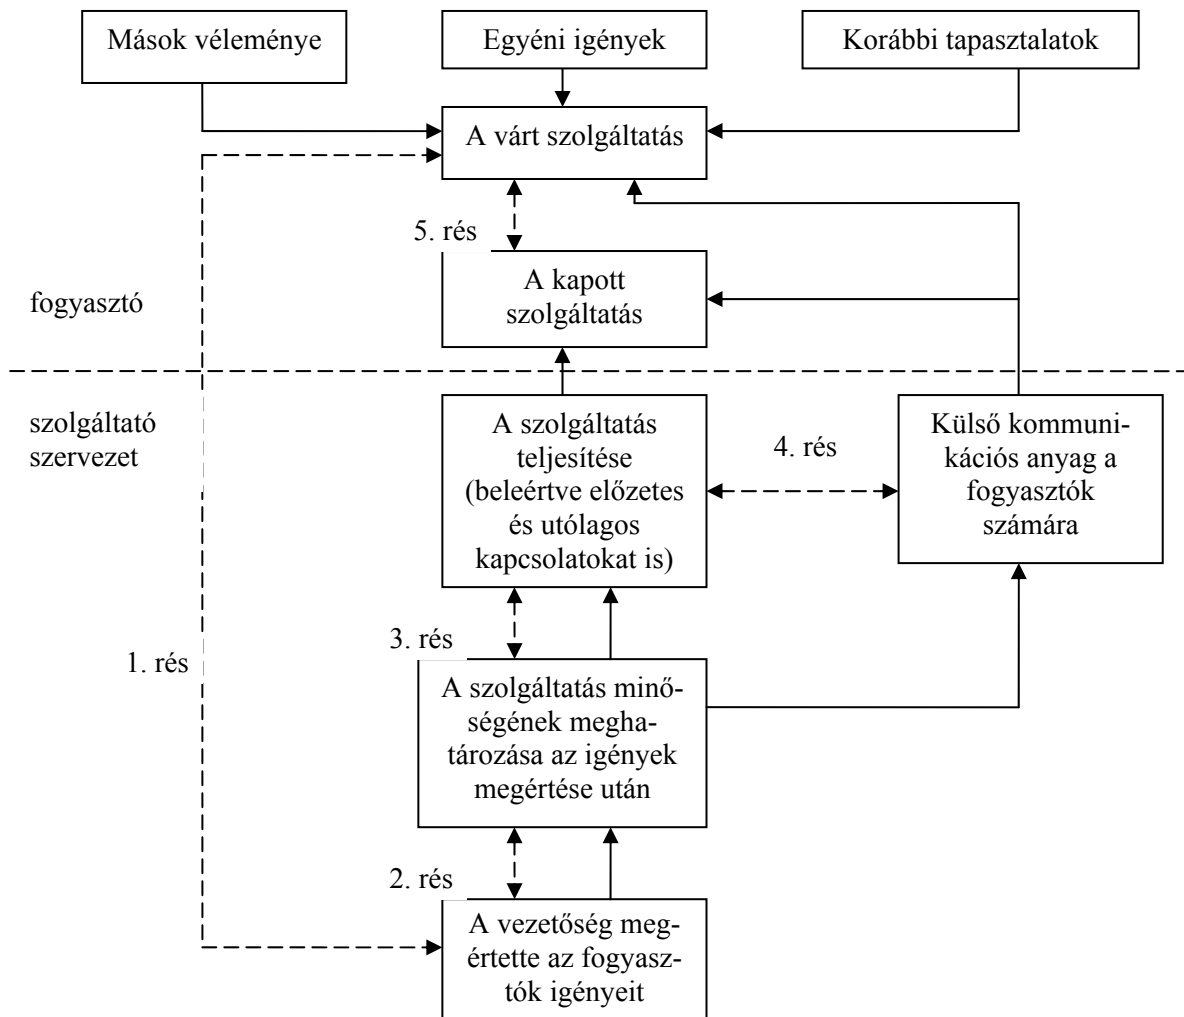 Mások véleménye
Egyéni igények
Korábbi tapasztalatok
A várt szolgáltatás
5. rés
A kapott
szolgáltatás
fogyasztó
szolgáltató
szervezet
A szolgáltatás
teljesítése
(beleértve előzetes
és utólagos
kapcsolatokat is)
4. rés
Külső kommuni-
kációs anyag a
fogyasztók
számára
3. rés
1. rés
A szolgáltatás minő-
ségének megha-
tározása az igények
megértése után
2. rés
A vezetőség meg-
értette az fogyasz-
tók igényeit